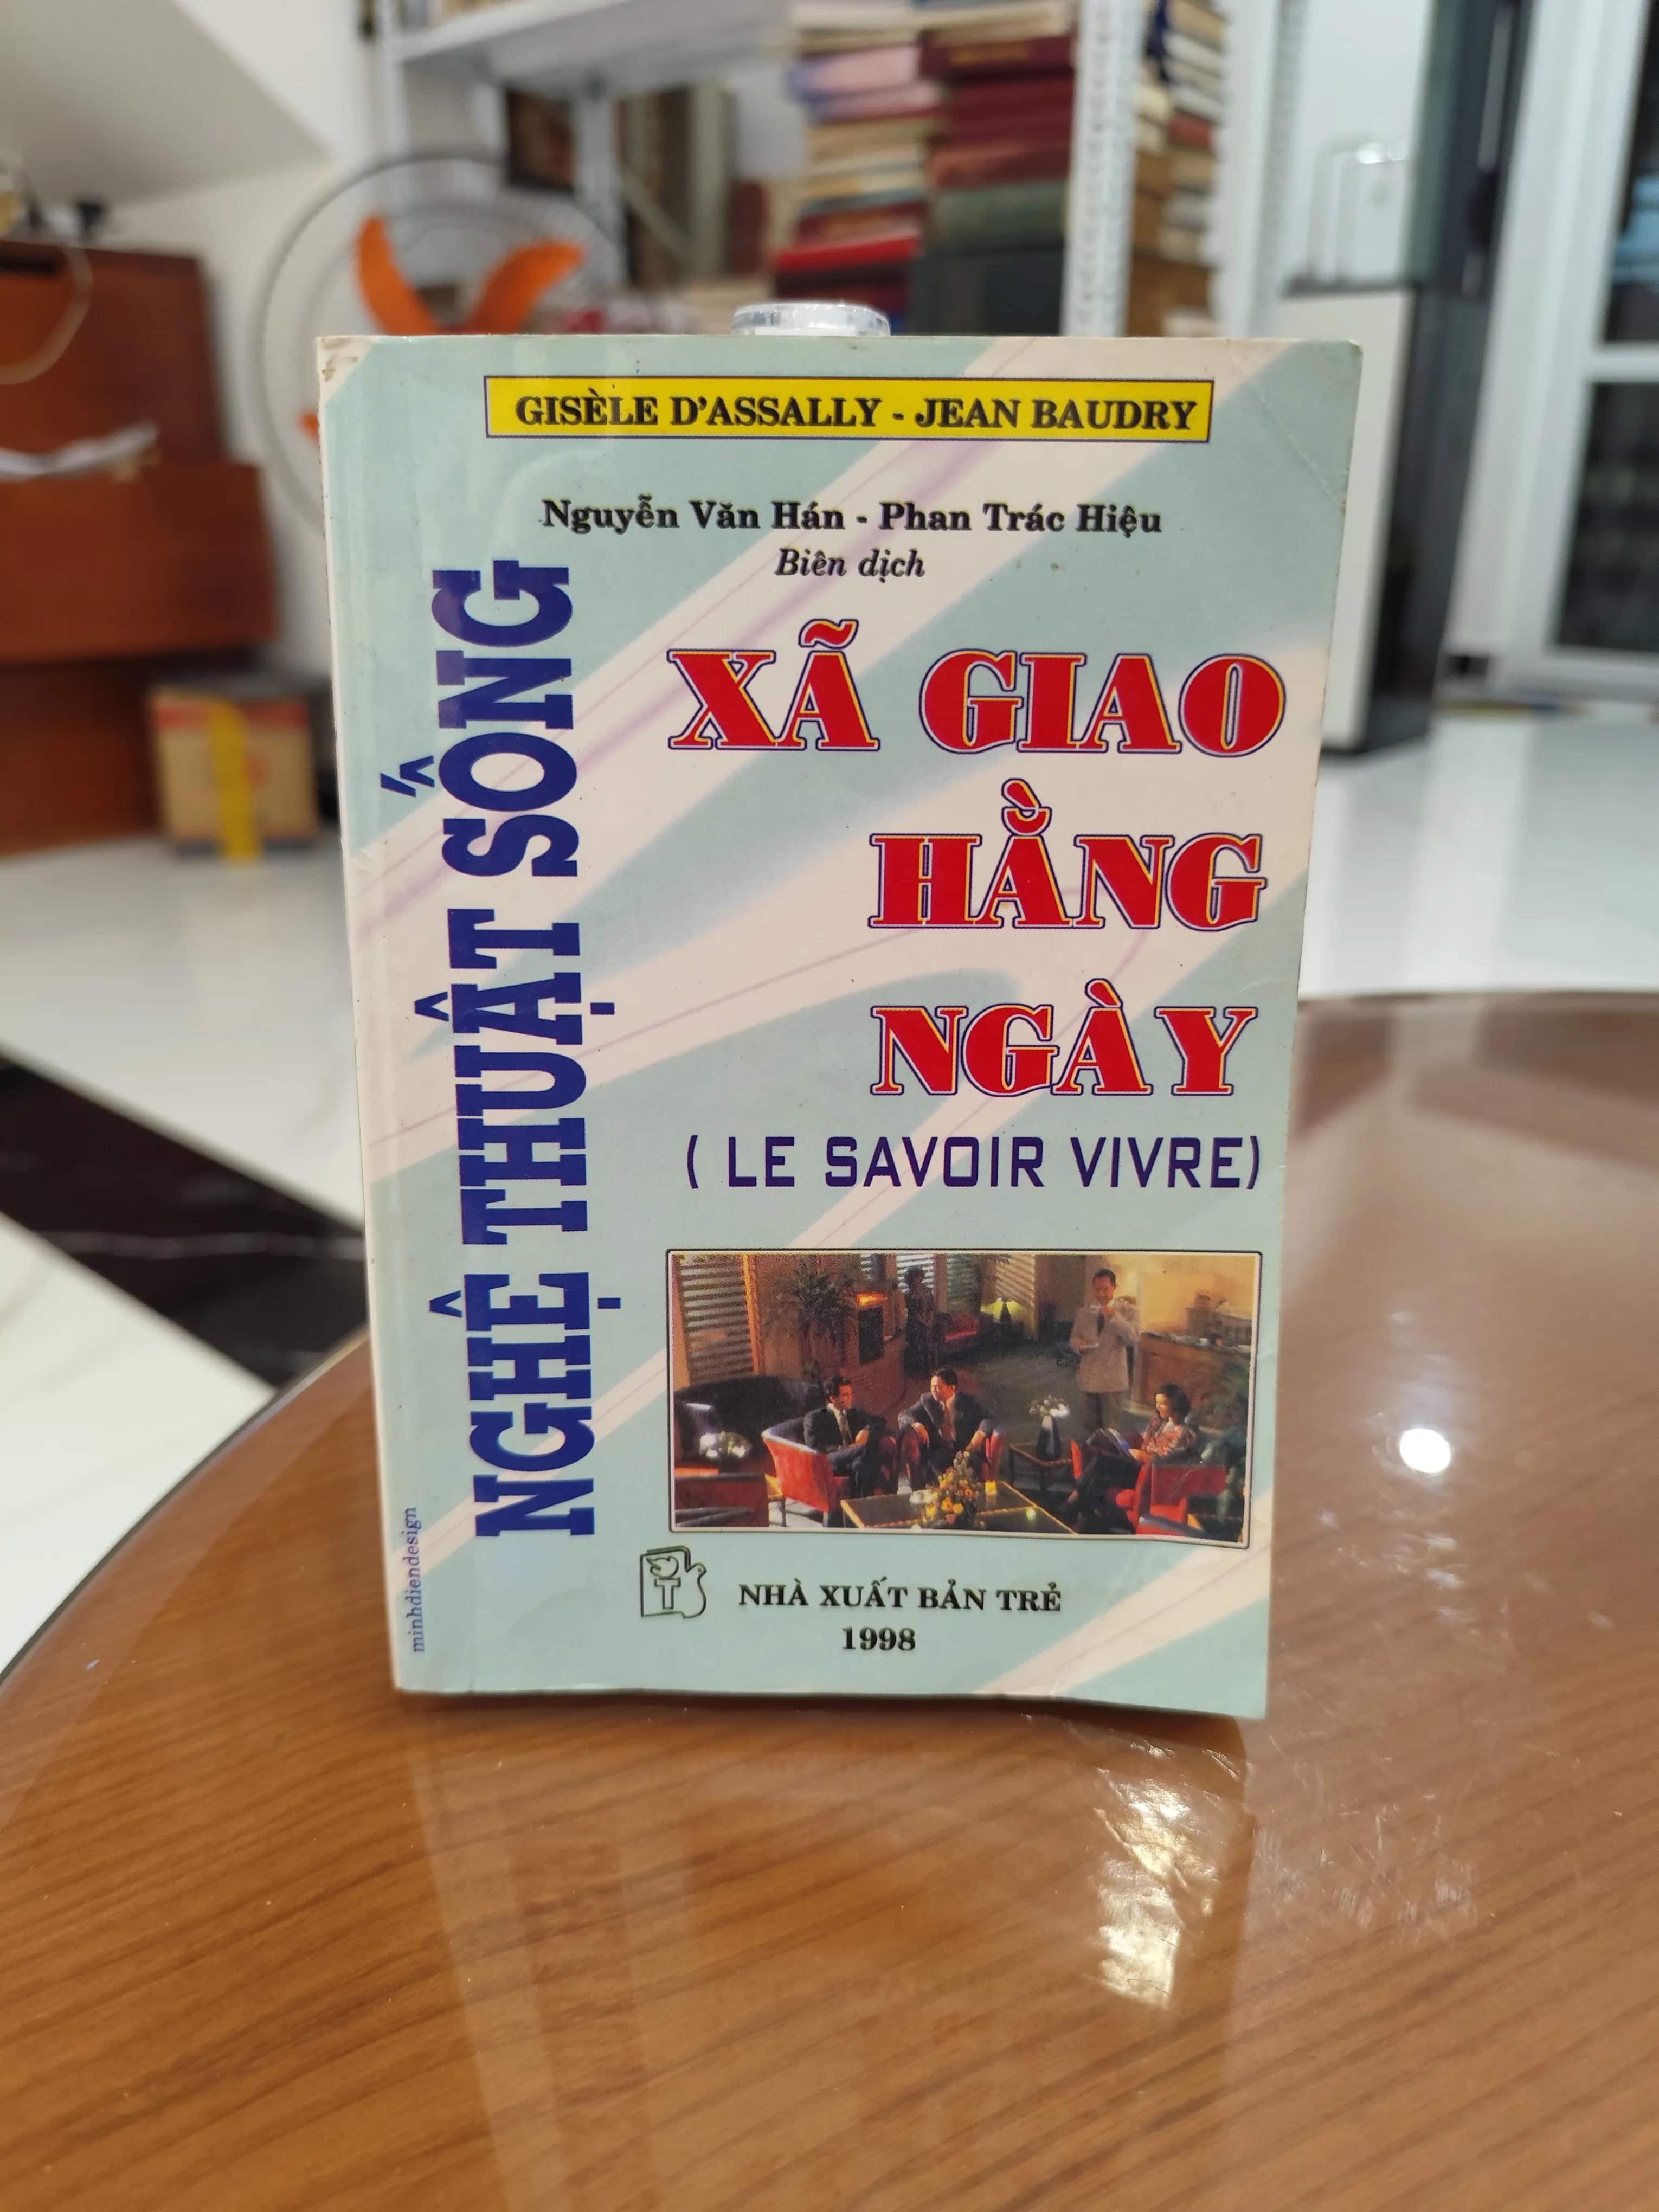 GISÈLE D'ASSALLY - JEAN BAUDRY
Nguyễn Văn Hán - Phan Trác Hiệu
Biên dịch
NGHỆ THUẬT SỐNG
XÃ GIAO
HẰNG
NGÀY
( LE SAVOIR VIVRE)
T
NHÀ XUẤT BẢN TRẺ
1998
minhdiendesign